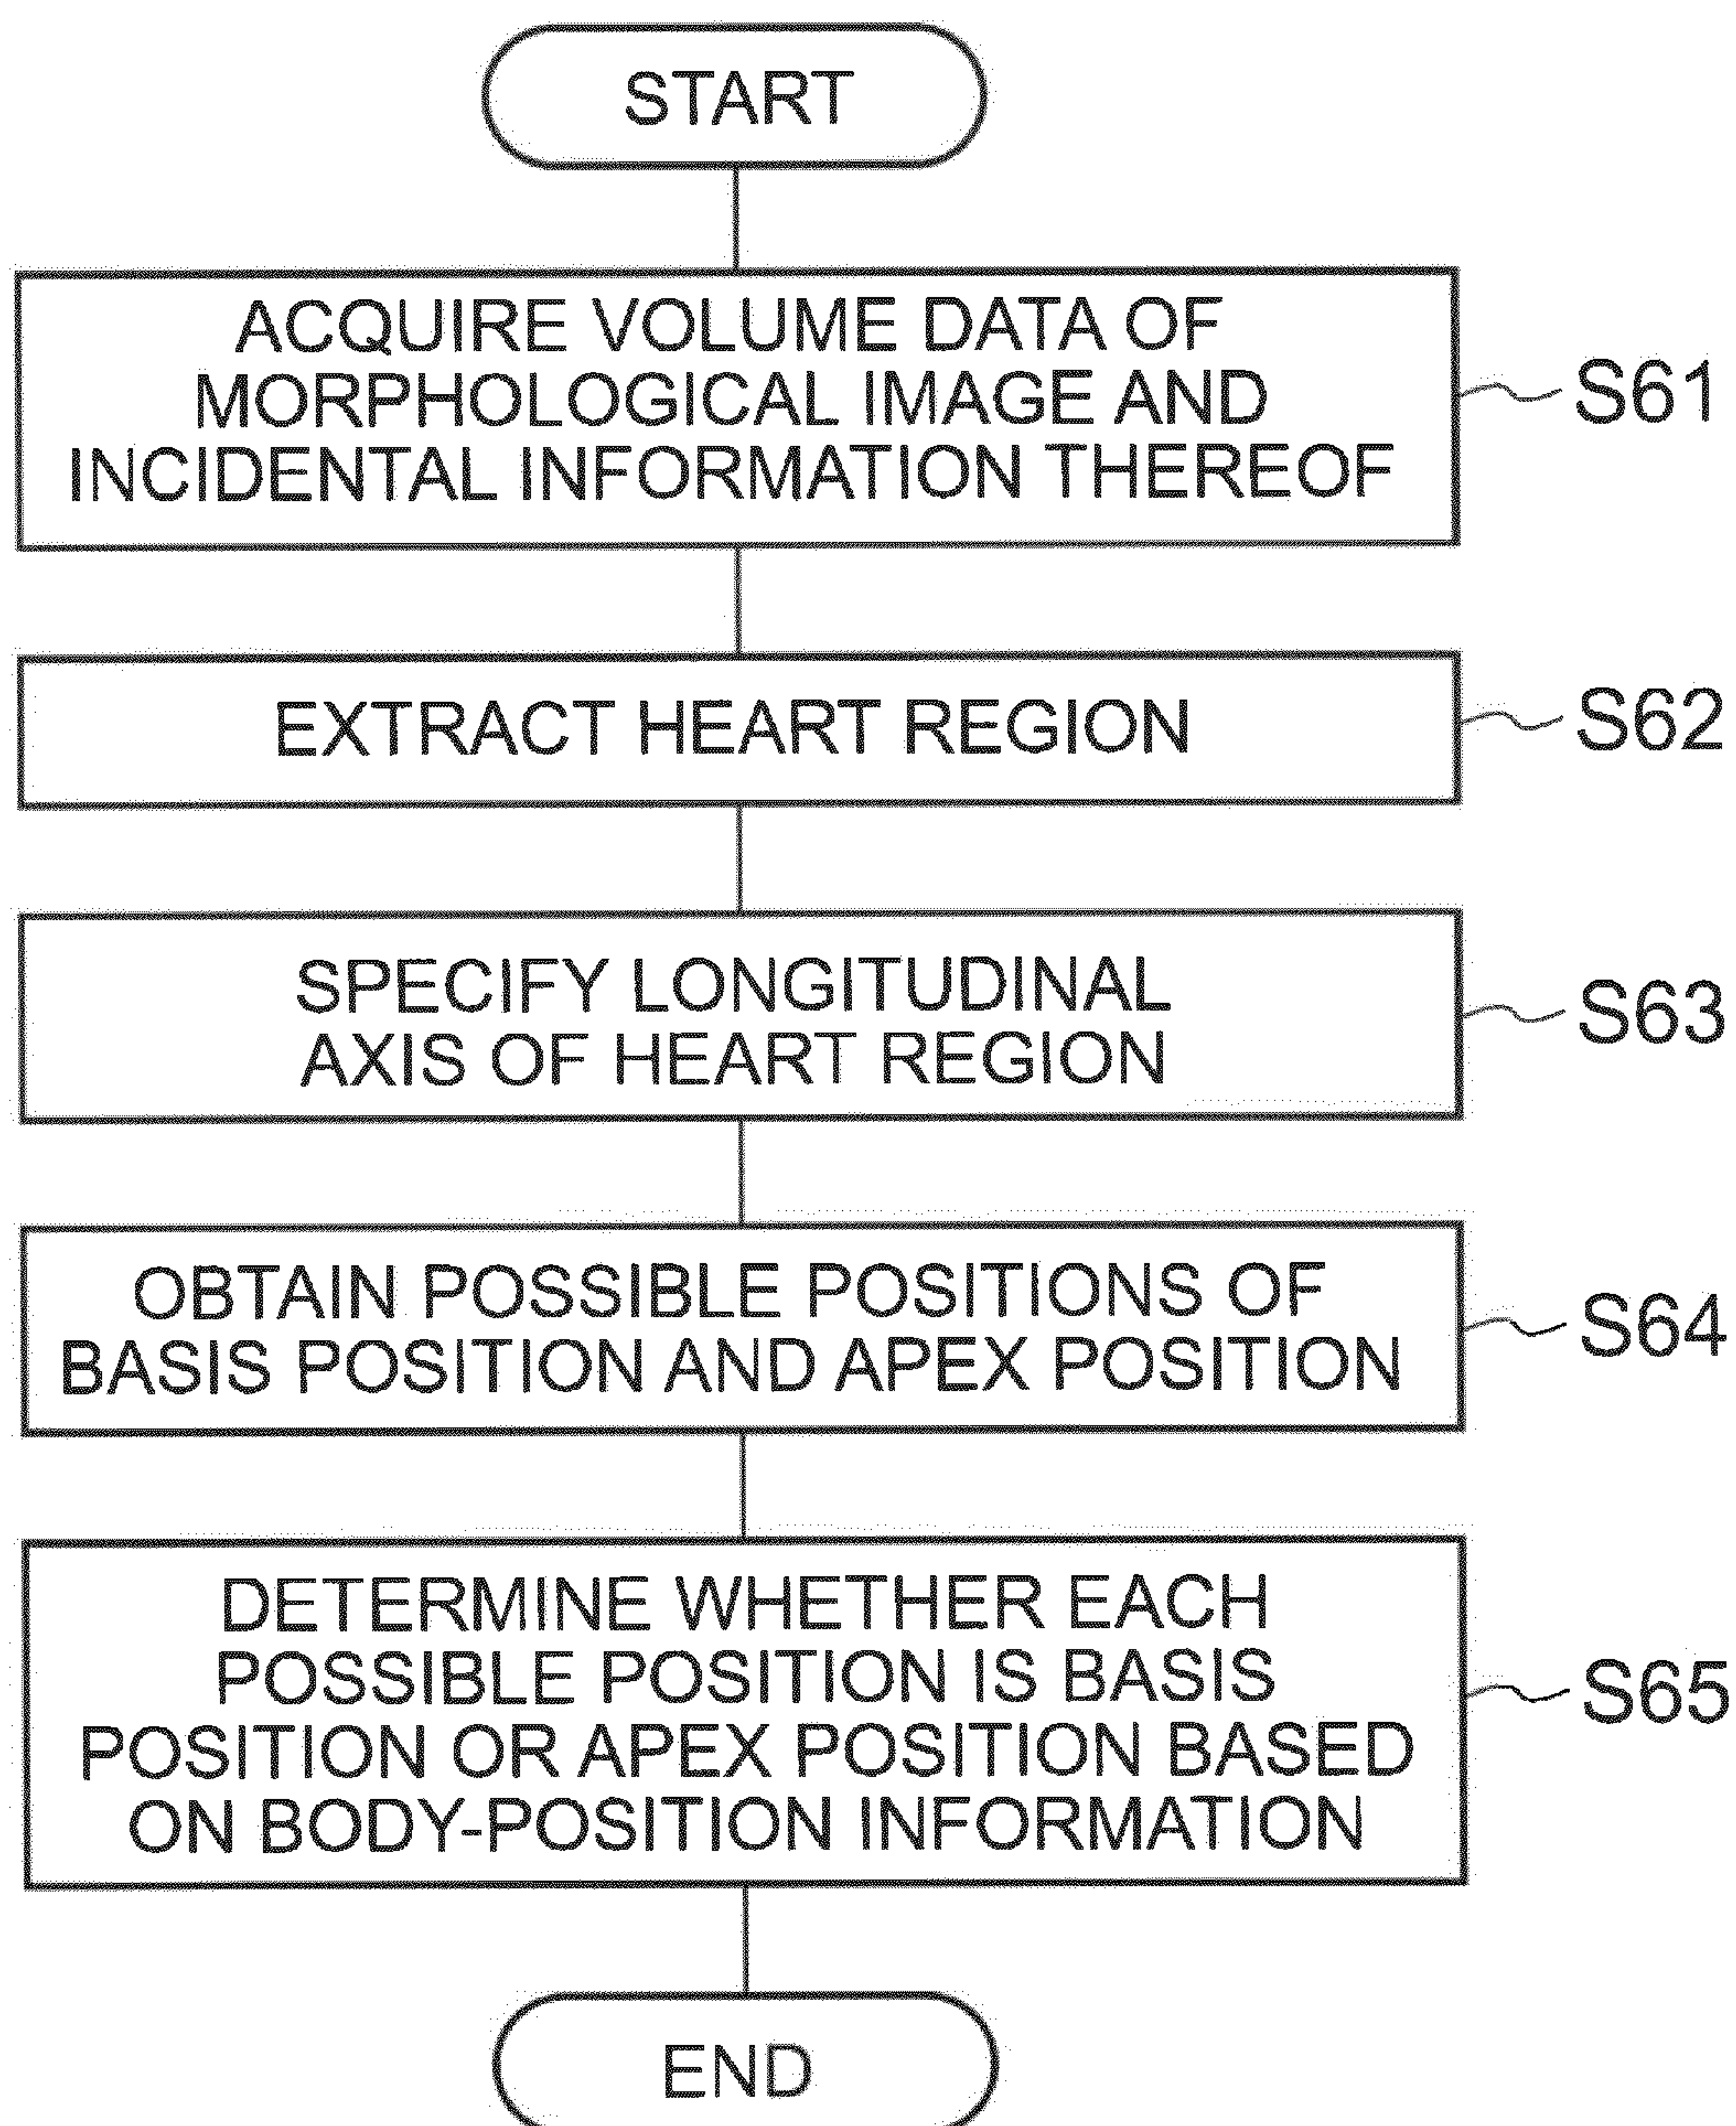 START
ACQUIRE VOLUME DATA OF
MORPHOLOGICAL IMAGE AND
INCIDENTAL INFORMATION THEREOF
S61
EXTRACT HEART REGION
S62
SPECIFY LONGITUDINAL
AXIS OF HEART REGION
S63
OBTAIN POSSIBLE POSITIONS OF
BASIS POSITION AND APEX POSITION
S64
DETERMINE WHETHER EACH
POSSIBLE POSITION IS BASIS
POSITION OR APEX POSITION BASED
ON BODY-POSITION INFORMATION
S65
END